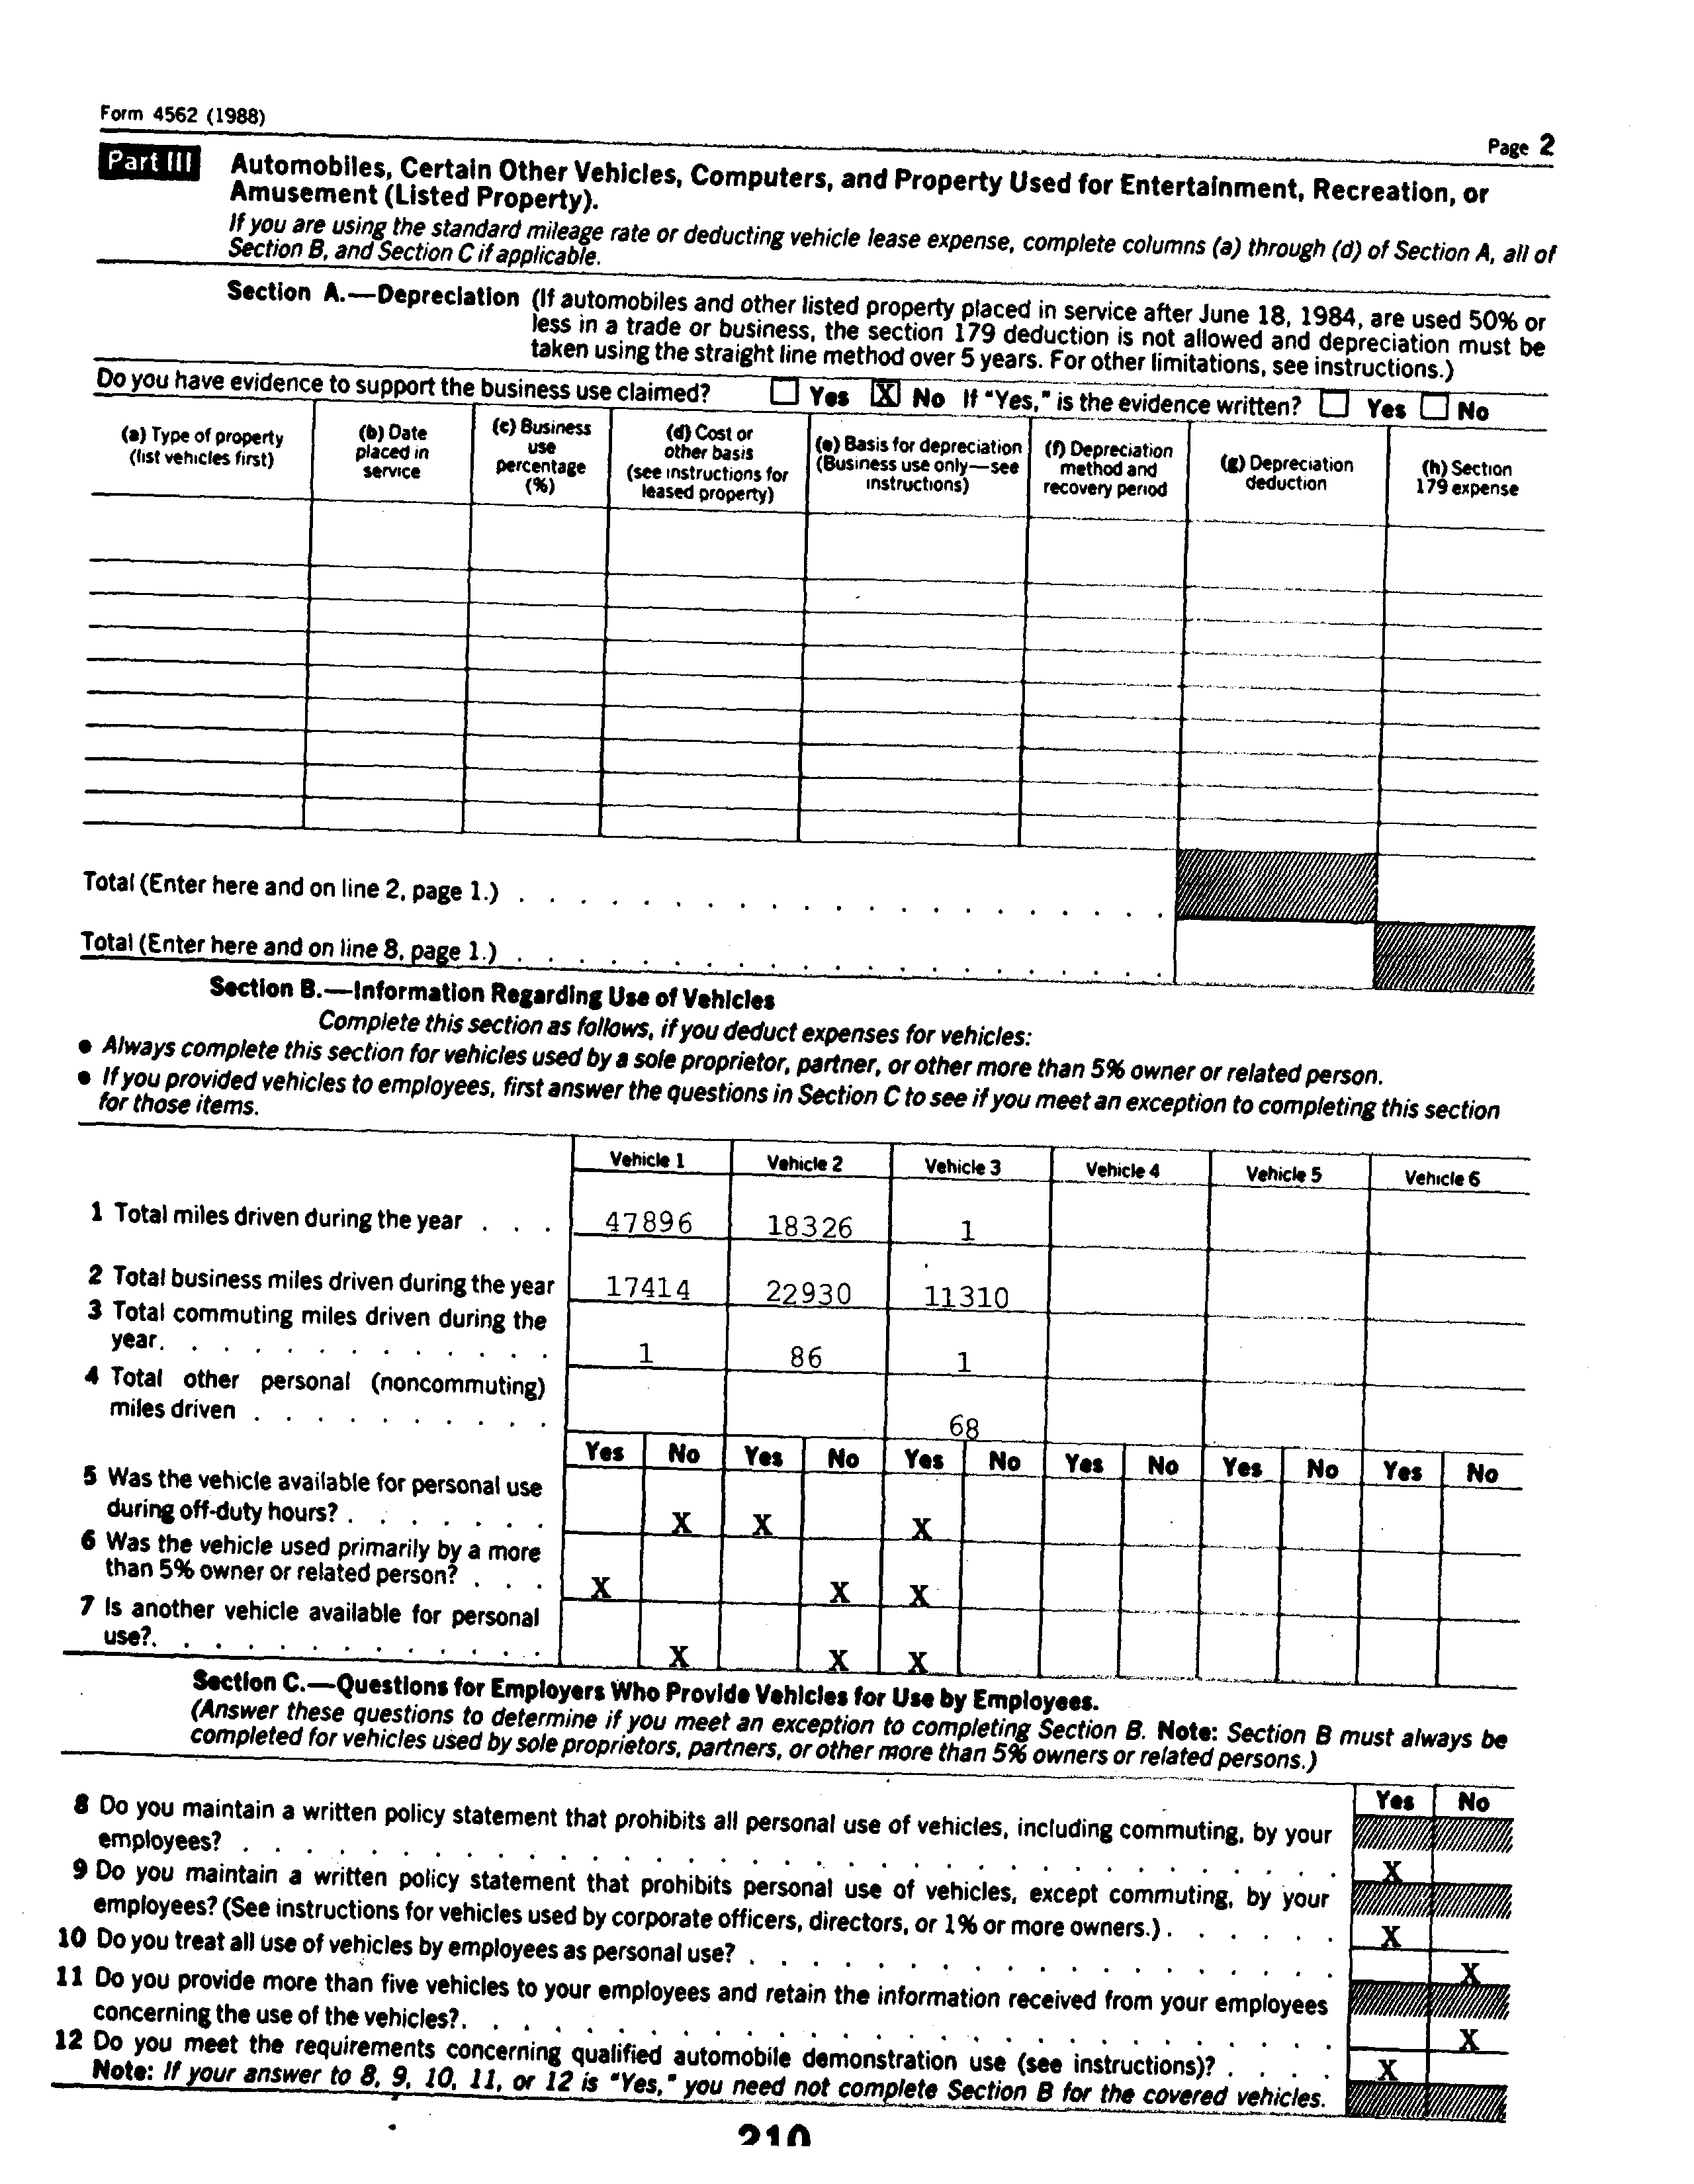 Form 4562 (1988)
Page 2
Part III Automobiles, Certain Other Vehicles, Computers, and Property Used for Entertainment, Recreation, or
Amusement (Listed Property).
If you are using the standard mileage rate or deducting vehicle lease expense, complete columns (a) through (d) of Section A, all of
Section B, and Section C if applicable.
Section A.—Depreciation (If automobiles and other listed property placed in service after June 18, 1984, are used 50% or
less in a trade or business, the section 179 deduction is not allowed and depreciation must be
taken using the straight line method over 5 years. For other limitations, see instructions.)
Do you have evidence to support the business use claimed? Yes X No If "Yes," is the evidence written? Yes No
(a) Type of property
(list vehicles first)
(b) Date
placed in
service
(c) Business
use
percentage
(%)
(d) Cost or
other basis
(see instructions for
leased property)
(e) Basis for depreciation
(Business use only—see
instructions)
(f) Depreciation
method and
recovery period
(g) Depreciation
deduction
(h) Section
179 expense
Total (Enter here and on line 2, page 1.) . . . . . . . . . . . . . . . . . . . . .
Total (Enter here and on line 8, page 1.) . . . . . . . . . . . . . . . . . . . . .
Section B.—Information Regarding Use of Vehicles
Complete this section as follows, if you deduct expenses for vehicles:
● Always complete this section for vehicles used by a sole proprietor, partner, or other more than 5% owner or related person.
● If you provided vehicles to employees, first answer the questions in Section C to see if you meet an exception to completing this section
for those items.
Vehicle 1 Vehicle 2 Vehicle 3 Vehicle 4 Vehicle 5 Vehicle 6
1 Total miles driven during the year . . . 47896 18326 1
2 Total business miles driven during the year 17414 22930 11310
3 Total commuting miles driven during the
year. . . . . . . . . . . . . 1 86 1
4 Total other personal (noncommuting)
miles driven . . . . . . . . . . 68
Yes No Yes No Yes No Yes No Yes No Yes No
5 Was the vehicle available for personal use
during off-duty hours? . . . . . . . X X X
6 Was the vehicle used primarily by a more
than 5% owner or related person? . . . X X X
7 Is another vehicle available for personal
use?. . . . . . . . . . . . . X X X
Section C.—Questions for Employers Who Provide Vehicles for Use by Employees.
(Answer these questions to determine if you meet an exception to completing Section B. Note: Section B must always be
completed for vehicles used by sole proprietors, partners, or other more than 5% owners or related persons.)
Yes No
8 Do you maintain a written policy statement that prohibits all personal use of vehicles, including commuting, by your
employees? . . . . . . . . . . . . . . . . . . . . . . . . . . . . . . . . . . . X
9 Do you maintain a written policy statement that prohibits personal use of vehicles, except commuting, by your
employees? (See instructions for vehicles used by corporate officers, directors, or 1% or more owners.) . . . . . . X
10 Do you treat all use of vehicles by employees as personal use? . . . . . . . . . . . . . . . . . . . X
11 Do you provide more than five vehicles to your employees and retain the information received from your employees
concerning the use of the vehicles?. . . . . . . . . . . . . . . . . . . . . . . . . . . . X
12 Do you meet the requirements concerning qualified automobile demonstration use (see instructions)? . . . . X
Note: If your answer to 8, 9, 10, 11, or 12 is "Yes," you need not complete Section B for the covered vehicles.
210